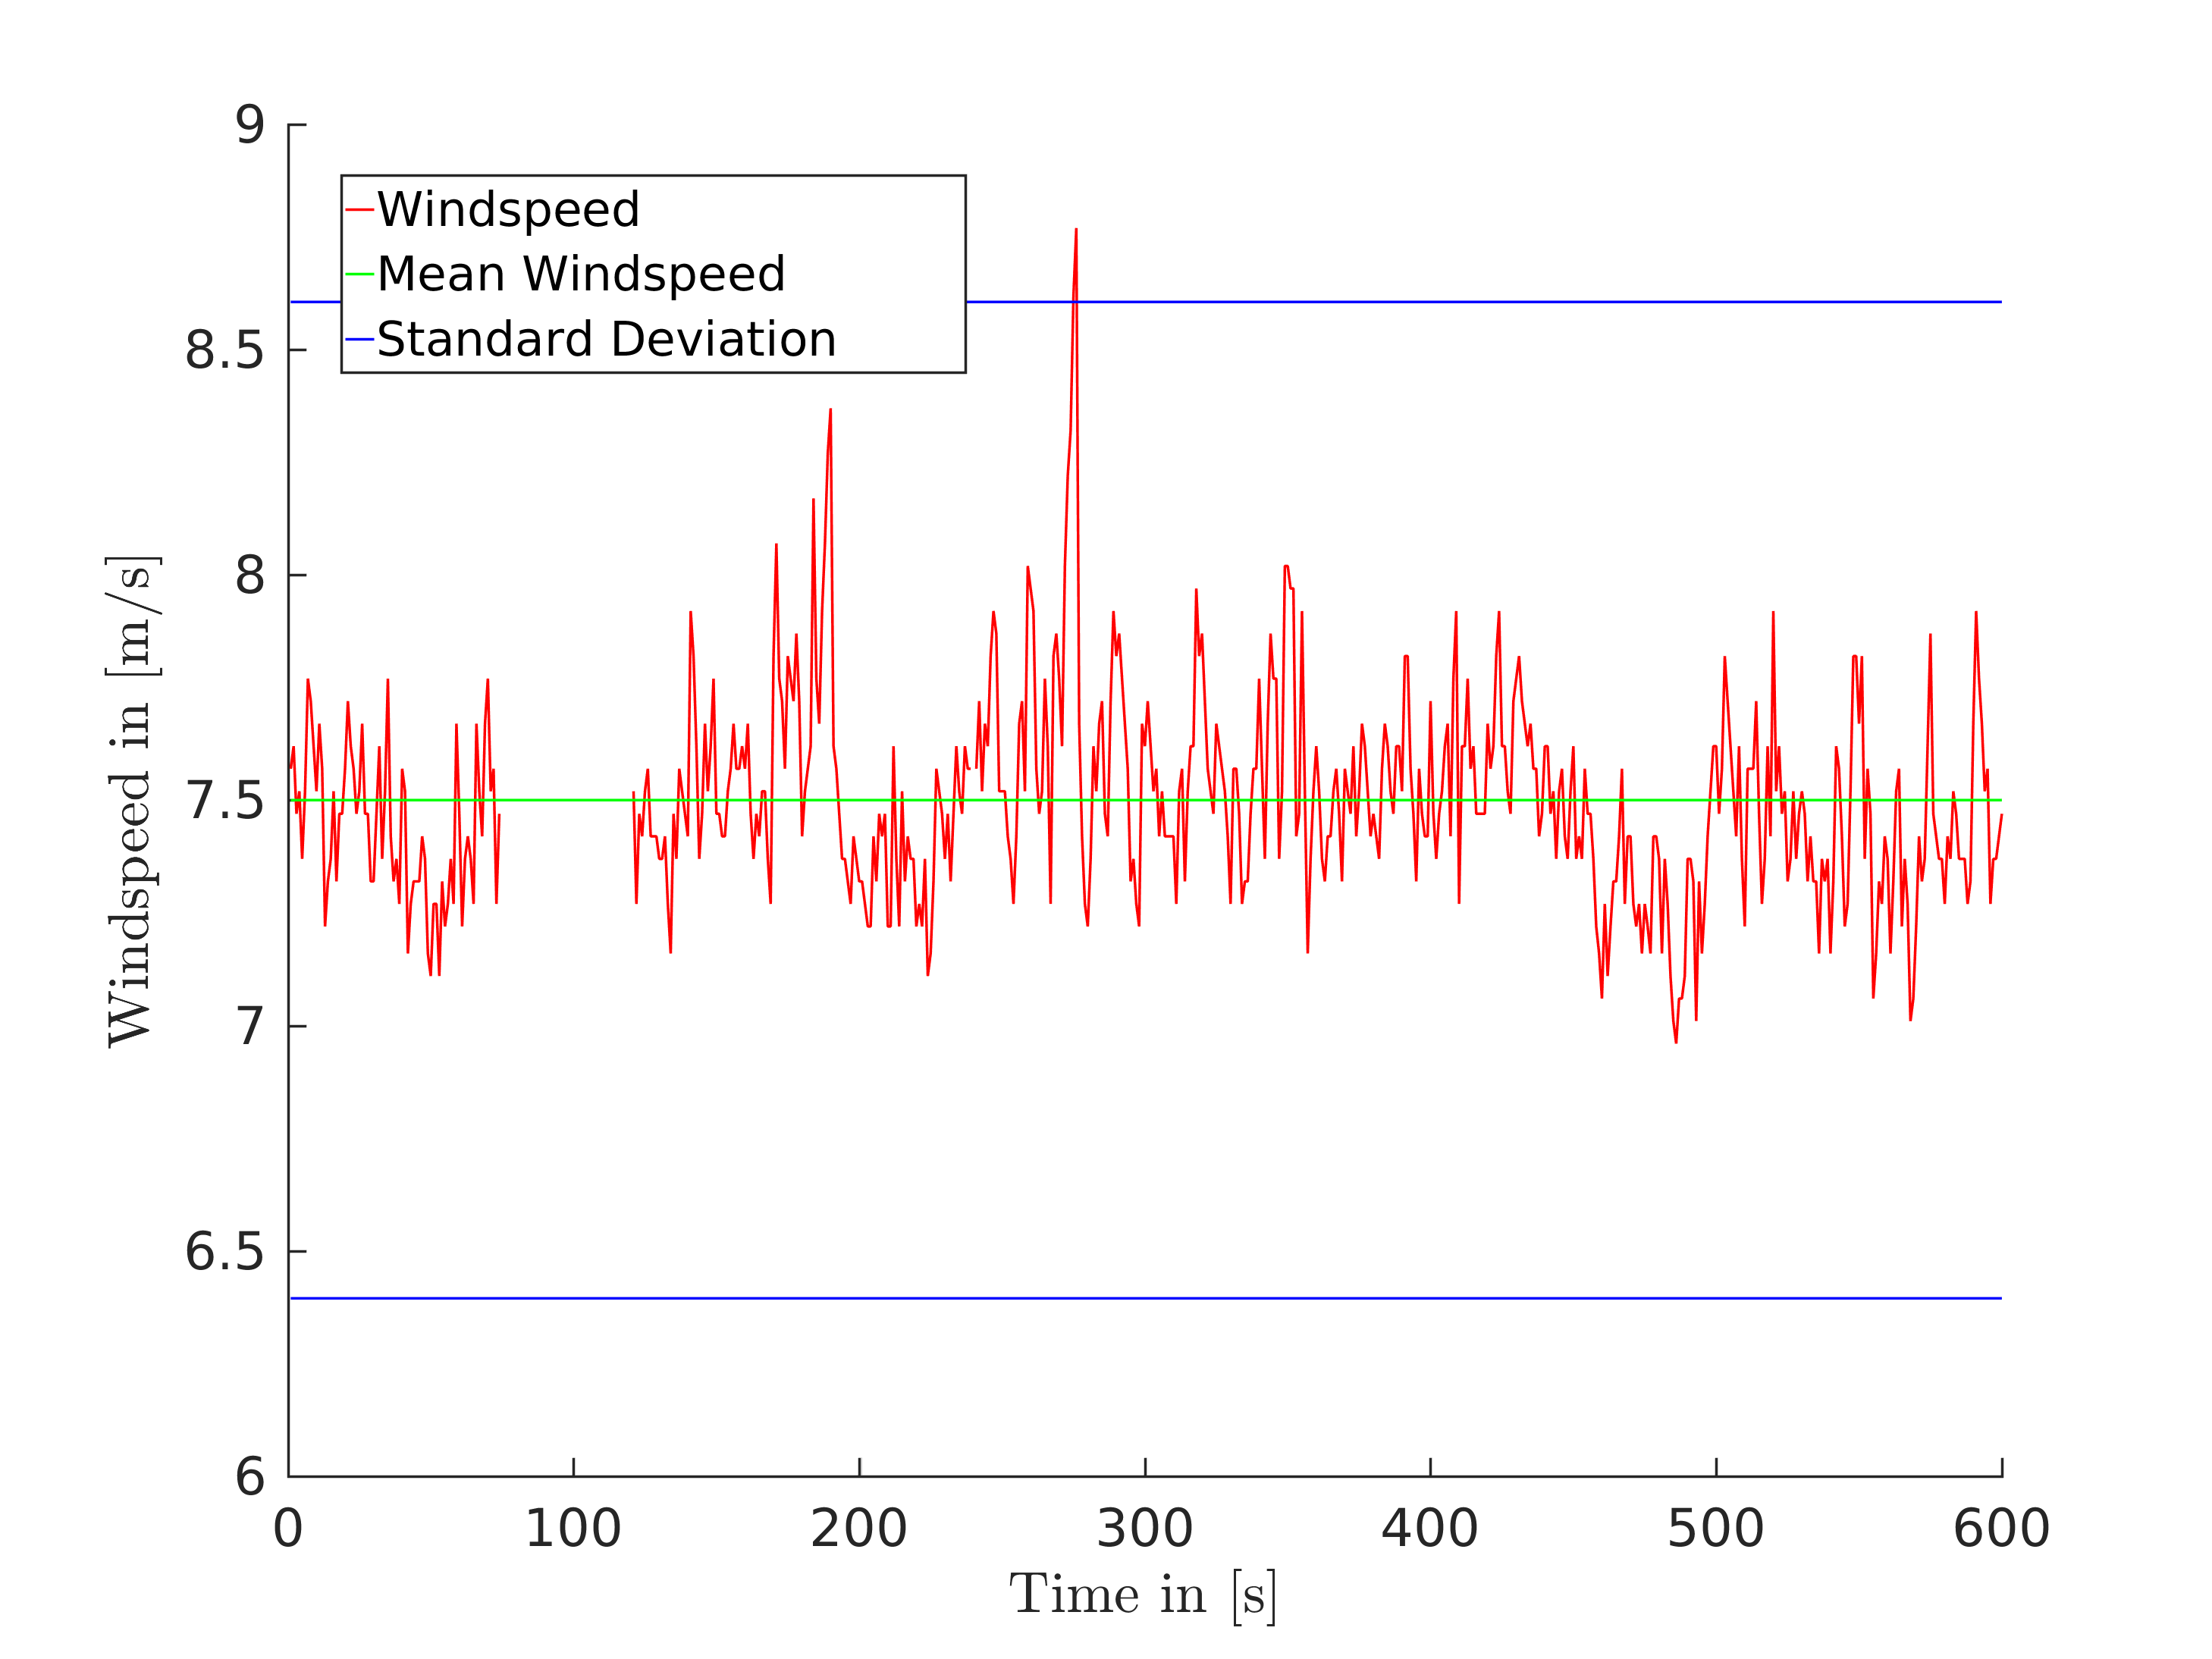 9
Windspeed
Mean Windspeed
Standard Deviation
8.5
8
7.5
7
6.5
6
Windspeed in [m/s]
0 100 200 300 400 500 600
Time in [s]